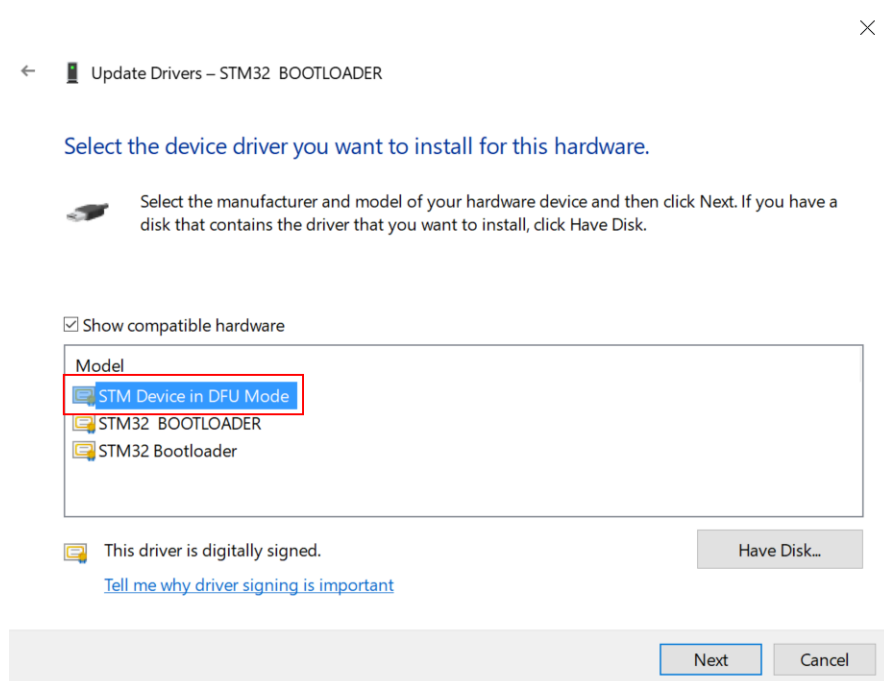 Update Drivers – STM32  BOOTLOADER
Select the device driver you want to install for this hardware.
Select the manufacturer and model of your hardware device and then click Next. If you have a
disk that contains the driver that you want to install, click Have Disk.
Show compatible hardware
Model
STM Device in DFU Mode
STM32  BOOTLOADER
STM32 Bootloader
This driver is digitally signed.
Have Disk...
Tell me why driver signing is important
Next
Cancel